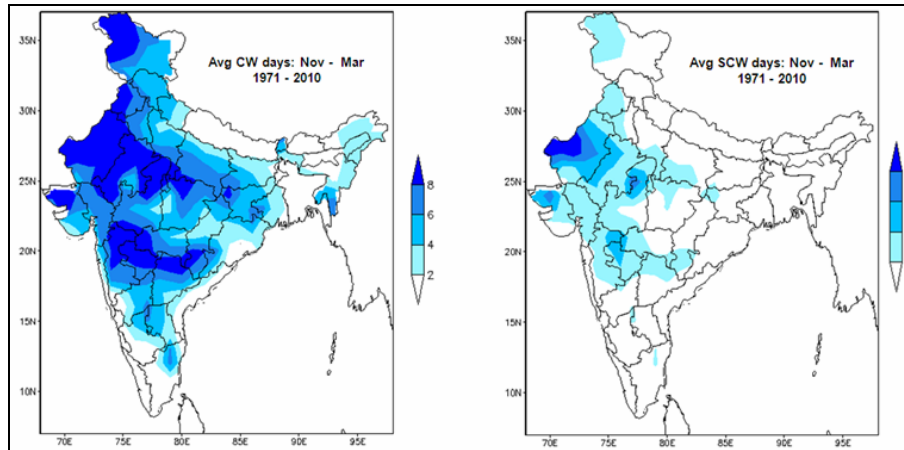 Avg CW days: Nov - Mar
1971 - 2010
35N
30N
25N
20N
15N
10N
70E
75E
80E
85E
90E
95E
8
6
4
2
Avg SCW days: Nov - Mar
1971 - 2010
35N
30N
25N
20N
15N
10N
70E
75E
80E
85E
90E
95E